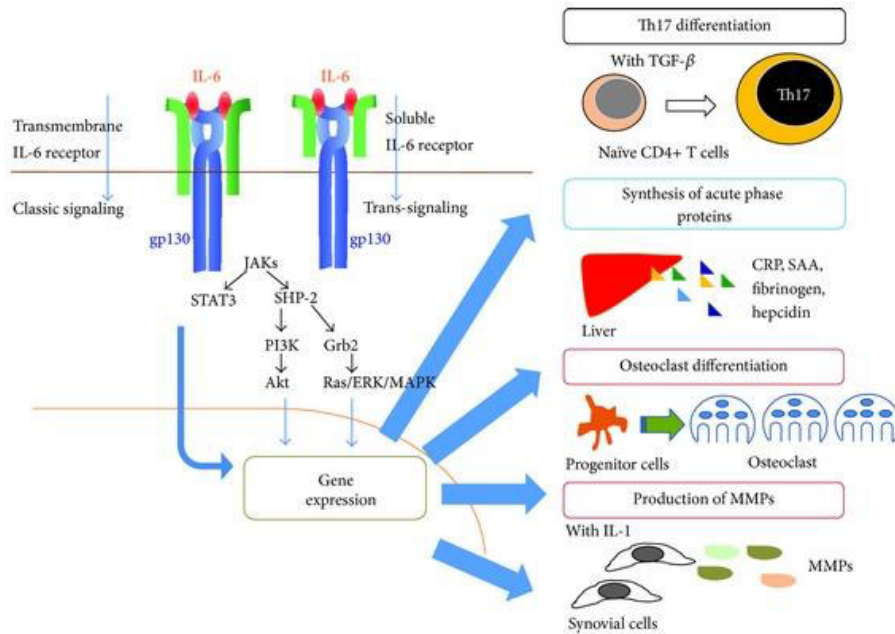 IL-6
IL-6
Transmembrane
IL-6 receptor
Soluble
IL-6 receptor
Classic signaling
Trans-signaling
gp130
gp130
JAKs
STAT3
SHP-2
PI3K
Grb2
Akt
Ras/ERK/MAPK
Gene
expression
Th17 differentiation
With TGF-β
Th17
Naïve CD4+ T cells
Synthesis of acute phase
proteins
CRP, SAA,
fibrinogen,
hepcidin
Liver
Osteoclast differentiation
Progenitor cells
Osteoclast
Production of MMPs
With IL-1
MMPs
Synovial cells